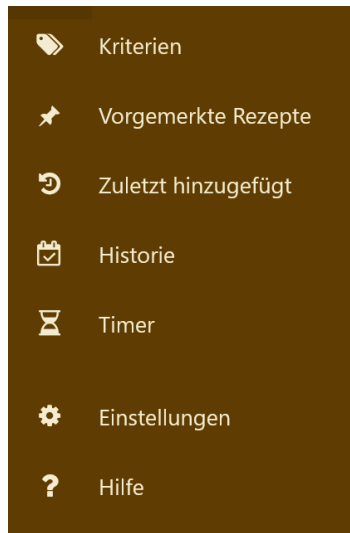 Kriterien
Vorgemerkte Rezepte
Zuletzt hinzugefügt
Historie
Timer
Einstellungen
Hilfe